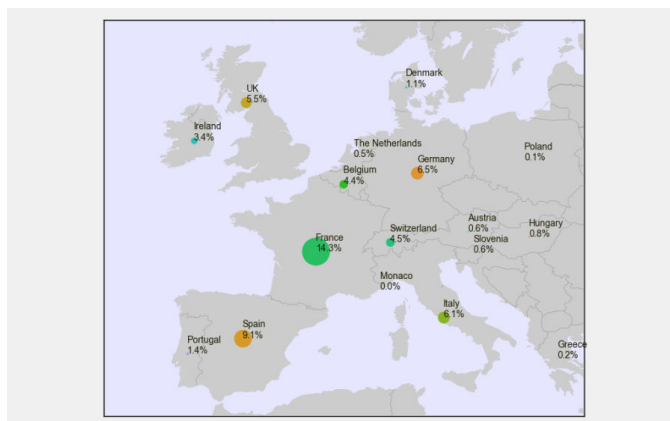 Denmark
1.1%
UK
5.5%
Ireland
3.4%
The Netherlands
0.5%
Poland
0.1%
Germany
6.5%
Belgium
4.4%
Austria
0.6%
Hungary
0.8%
Switzerland
4.5%
Slovenia
0.6%
France
14.3%
Monaco
0.0%
Italy
6.1%
Spain
9.1%
Portugal
1.4%
Greece
0.2%